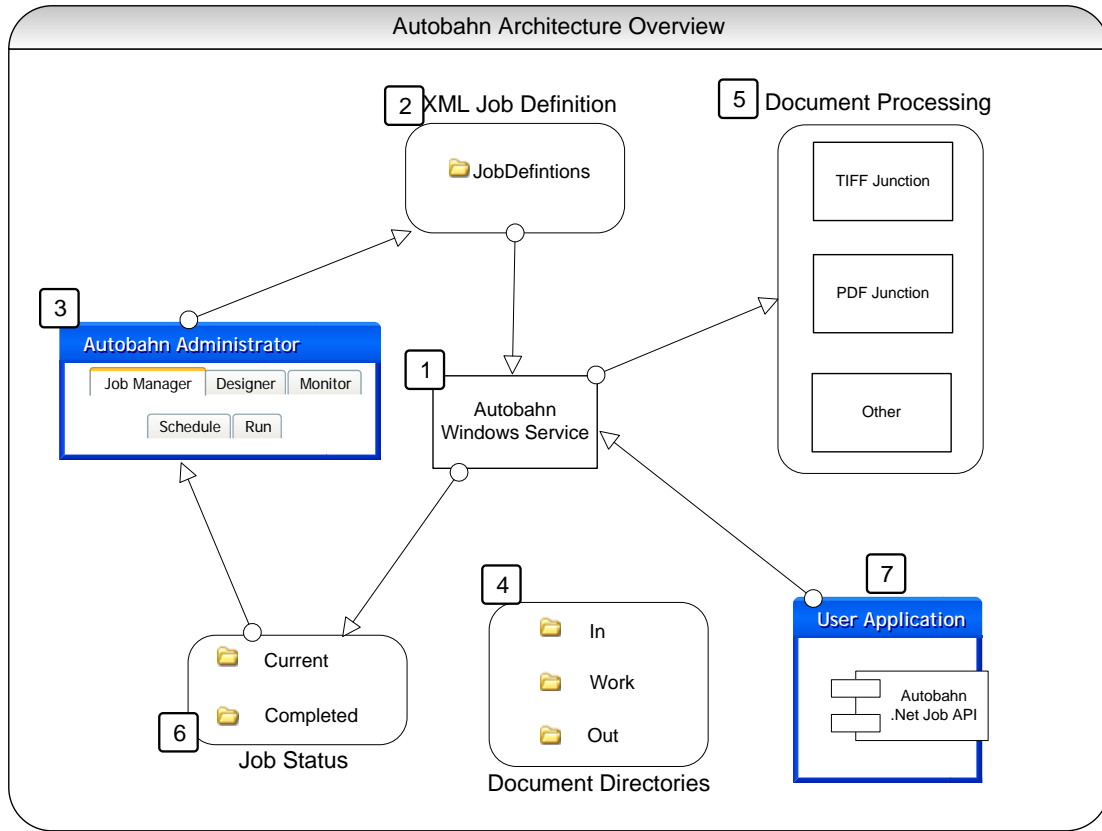 Autobahn Architecture Overview
2
XML Job Definition
JobDefintions
5
Document Processing
TIFF Junction
PDF Junction
Other
3
Autobahn Administrator
Job Manager Designer Monitor
Schedule Run
1
Autobahn
Windows Service
6
Current
Completed
Job Status
4
In
Work
Out
Document Directories
7
User Application
Autobahn
.Net Job API